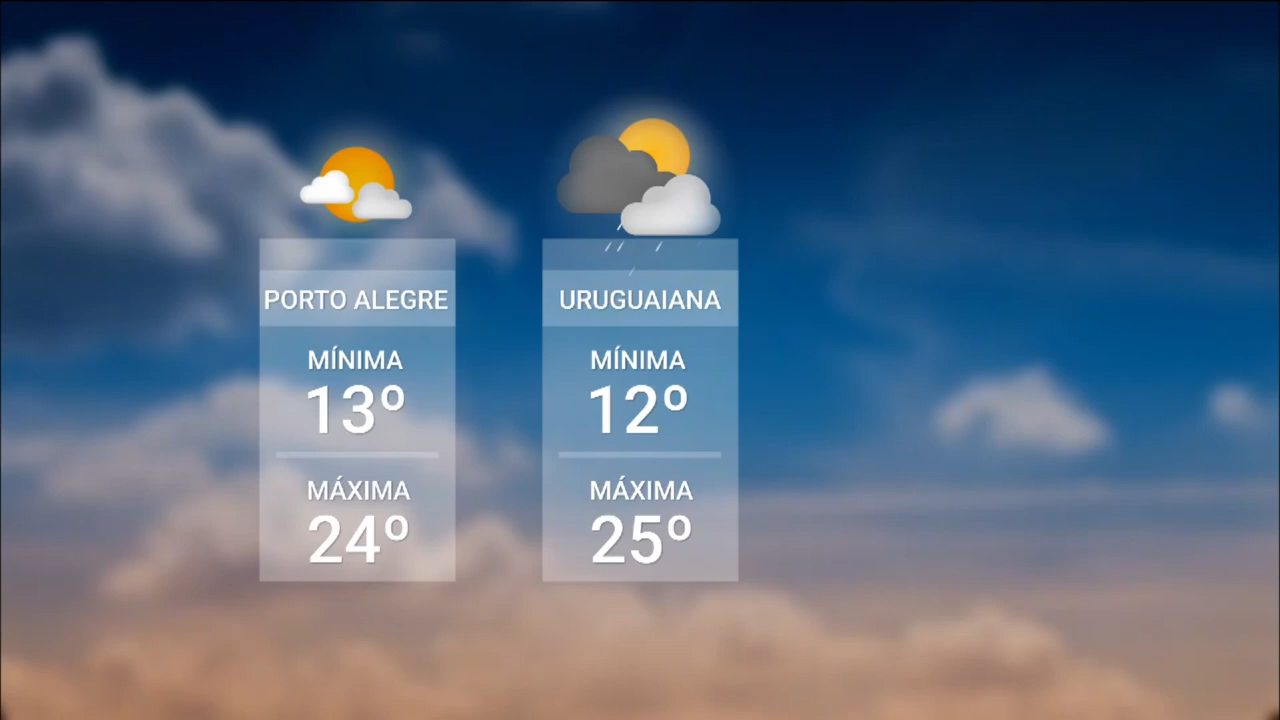 PORTO ALEGRE
MÍNIMA
13º
MÁXIMA
24º
URUGUAIANA
MÍNIMA
12º
MÁXIMA
25º